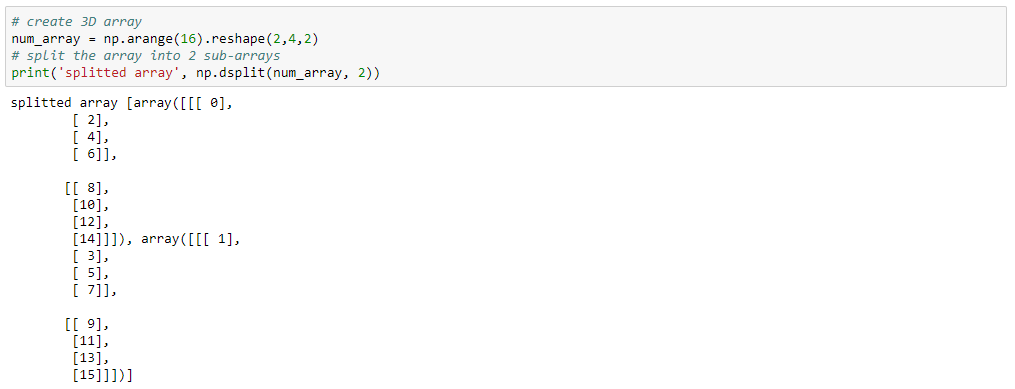 # create 3D array
num_array = np.arange(16).reshape(2,4,2)
# split the array into 2 sub-arrays
print('splitted array', np.dsplit(num_array, 2))
splitted array [array([[[ 0],
        [ 2],
        [ 4],
        [ 6]],

       [[ 8],
        [10],
        [12],
        [14]]]), array([[[ 1],
        [ 3],
        [ 5],
        [ 7]],

       [[ 9],
        [11],
        [13],
        [15]]])]